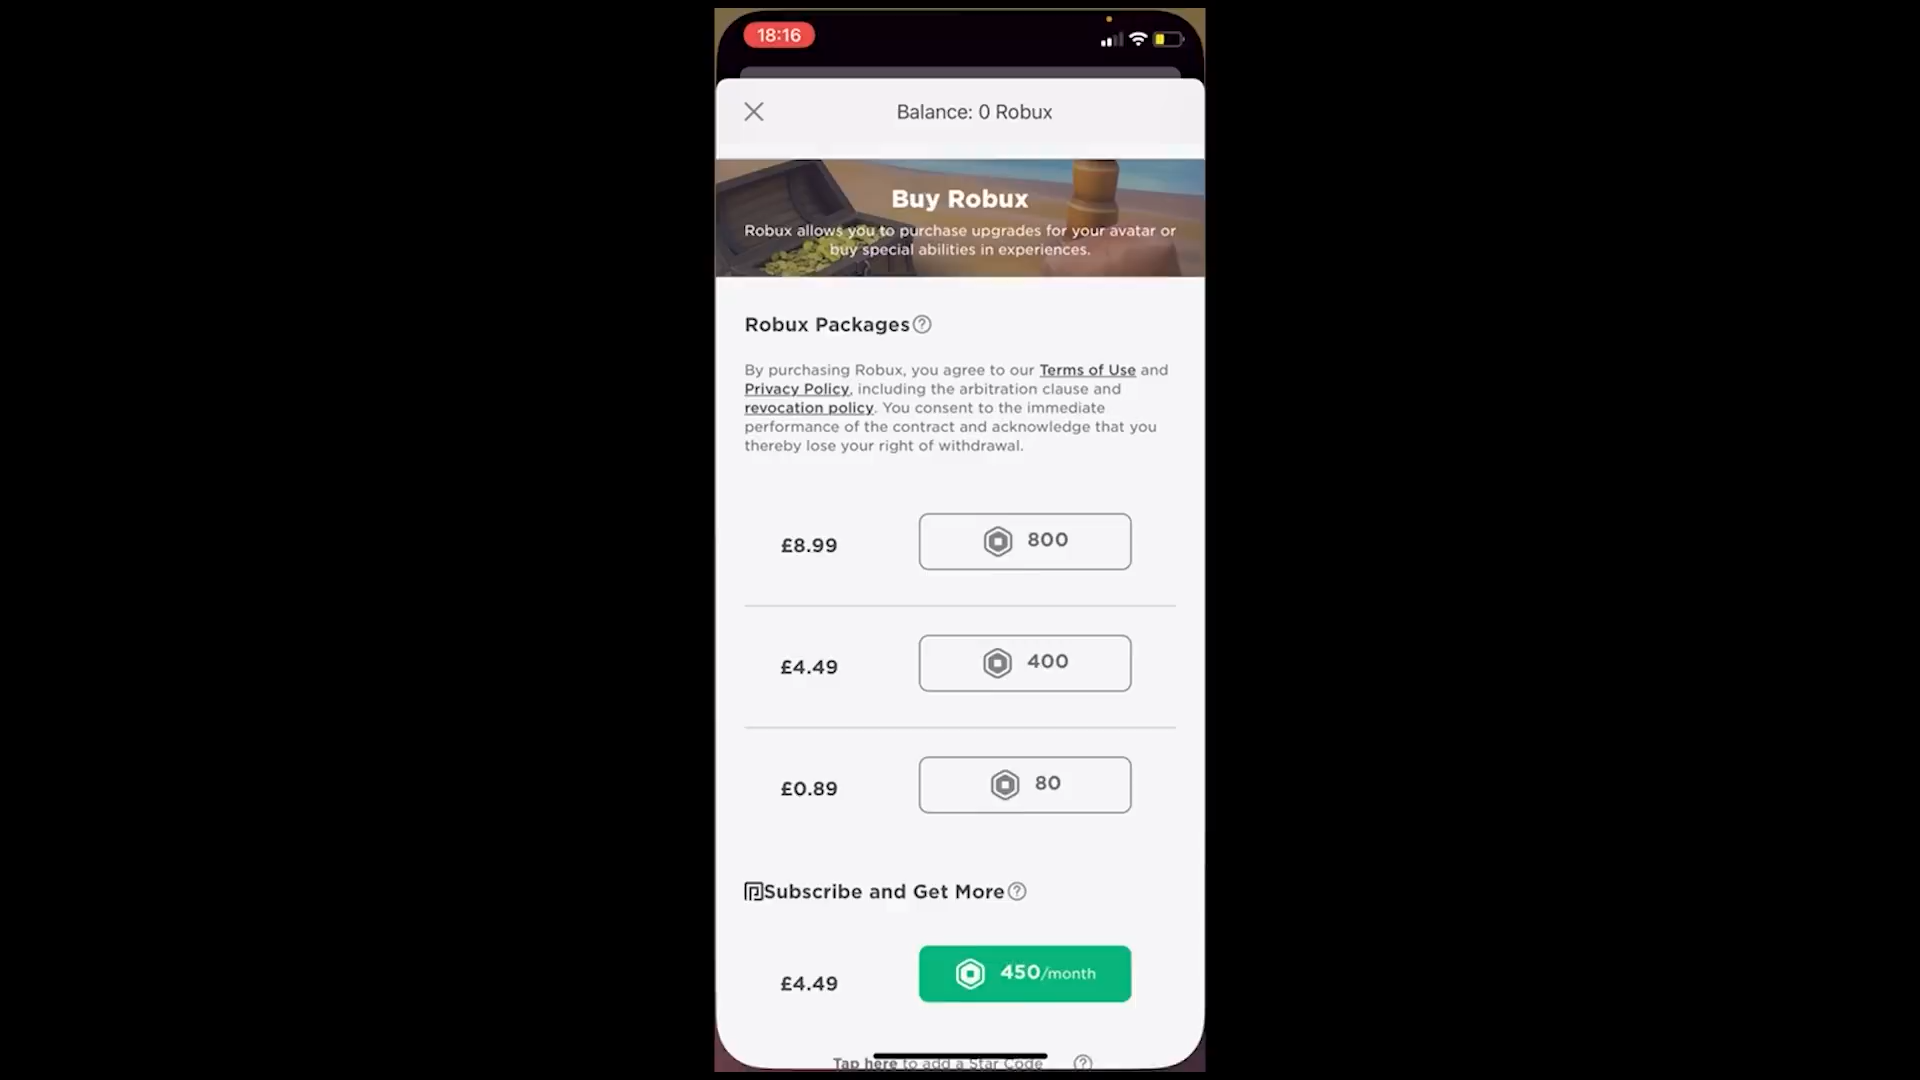 18:16
Balance: 0 Robux
Buy Robux
Robux allows you to purchase upgrades for your avatar or
buy special abilities in experiences.
Robux Packages
By purchasing Robux, you agree to our Terms of Use and
Privacy Policy, including the arbitration clause and
revocation policy. You consent to the immediate
performance of the contract and acknowledge that you
thereby lose your right of withdrawal.
£8.99 800
£4.49 400
£0.89 80
Subscribe and Get More
£4.49 450/month
Tap here to add a Star Code